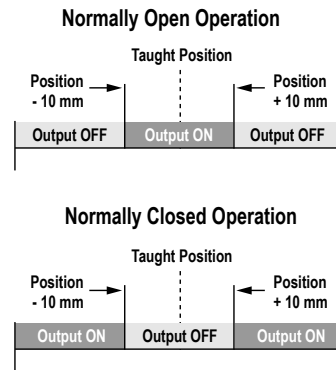 Normally Open Operation
Taught Position
Position
- 10 mm
Position
+ 10 mm
Output OFF
Output ON
Output OFF
Normally Closed Operation
Taught Position
Position
- 10 mm
Position
+ 10 mm
Output ON
Output OFF
Output ON